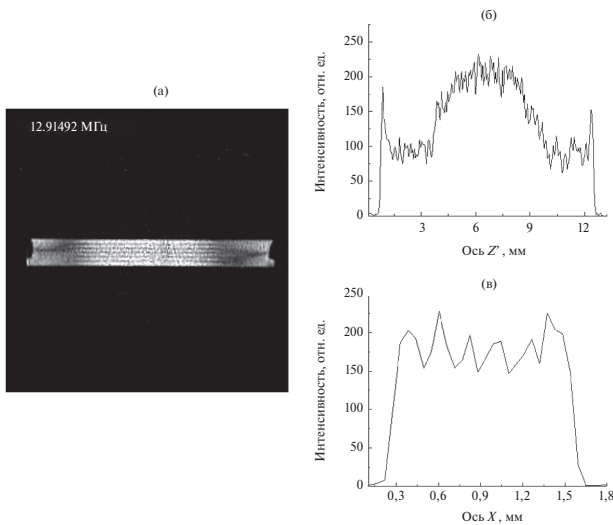 (а)
12.91492 МГц
(б)
Интенсивность, отн. ед.
250
200
150
100
50
0
3
6
9
12
Ось Z' , мм
(в)
Интенсивность, отн. ед.
250
200
150
100
50
0
0,3
0,6
0,9
1,2
1,5
1,8
Ось X , мм